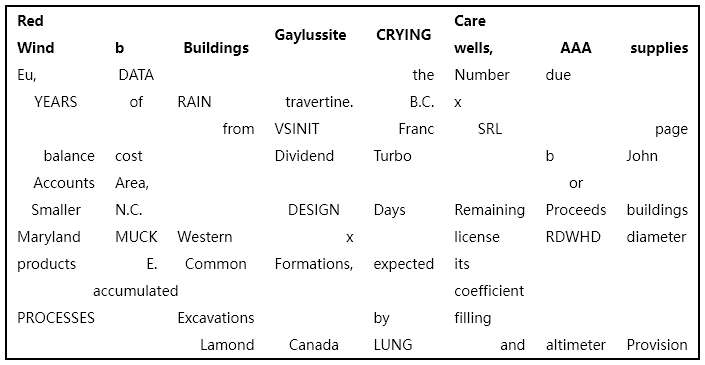 Red Wind b Buildings Gaylussite CRYING Care wells, AAA supplies
Eu, DATA the Number due
YEARS of RAIN travertine. B.C. x
from VSINIT Franc SRL page
balance cost Dividend Turbo b John
Accounts Area, or
Smaller N.C. DESIGN Days Remaining Proceeds buildings
Maryland MUCK Western x license RDWHD diameter
products E. Common Formations, expected its
accumulated coefficient
PROCESSES Excavations by filling
Lamond Canada LUNG and altimeter Provision